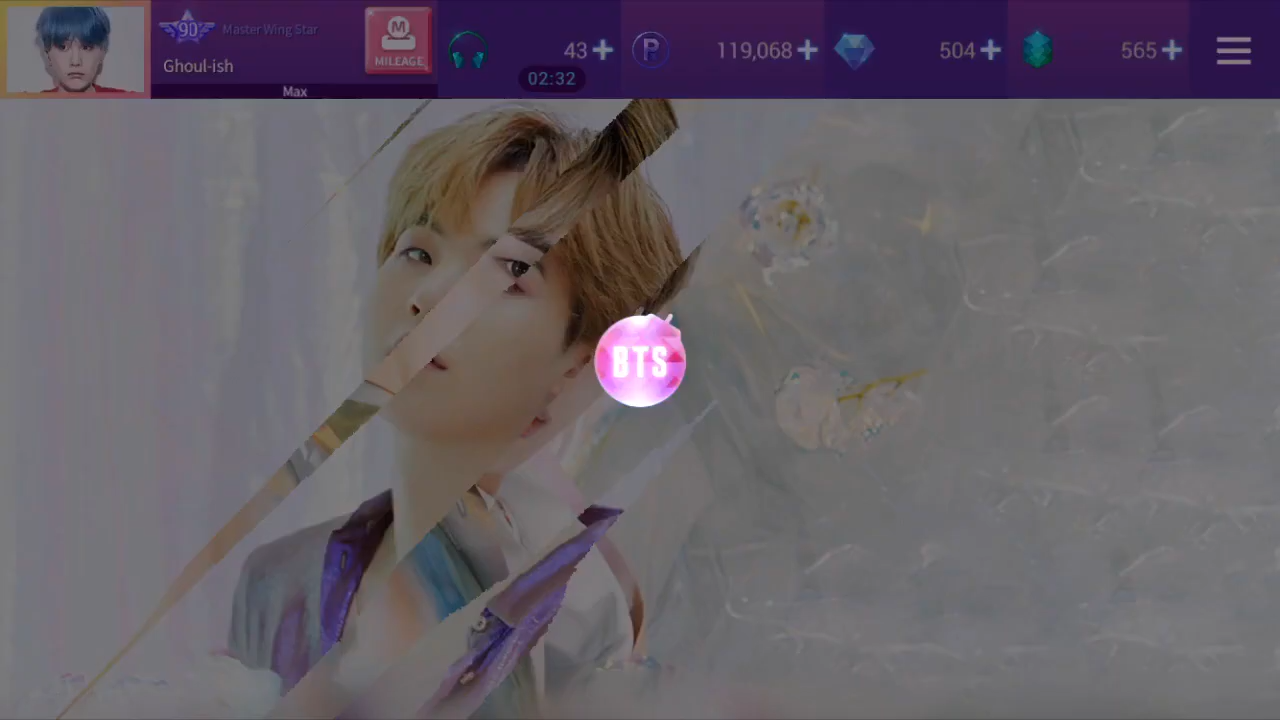 90
Master Wing Star
Ghoul-ish
Max
M
MILEAGE
43
02:32
P
119,068
504
565
BTS